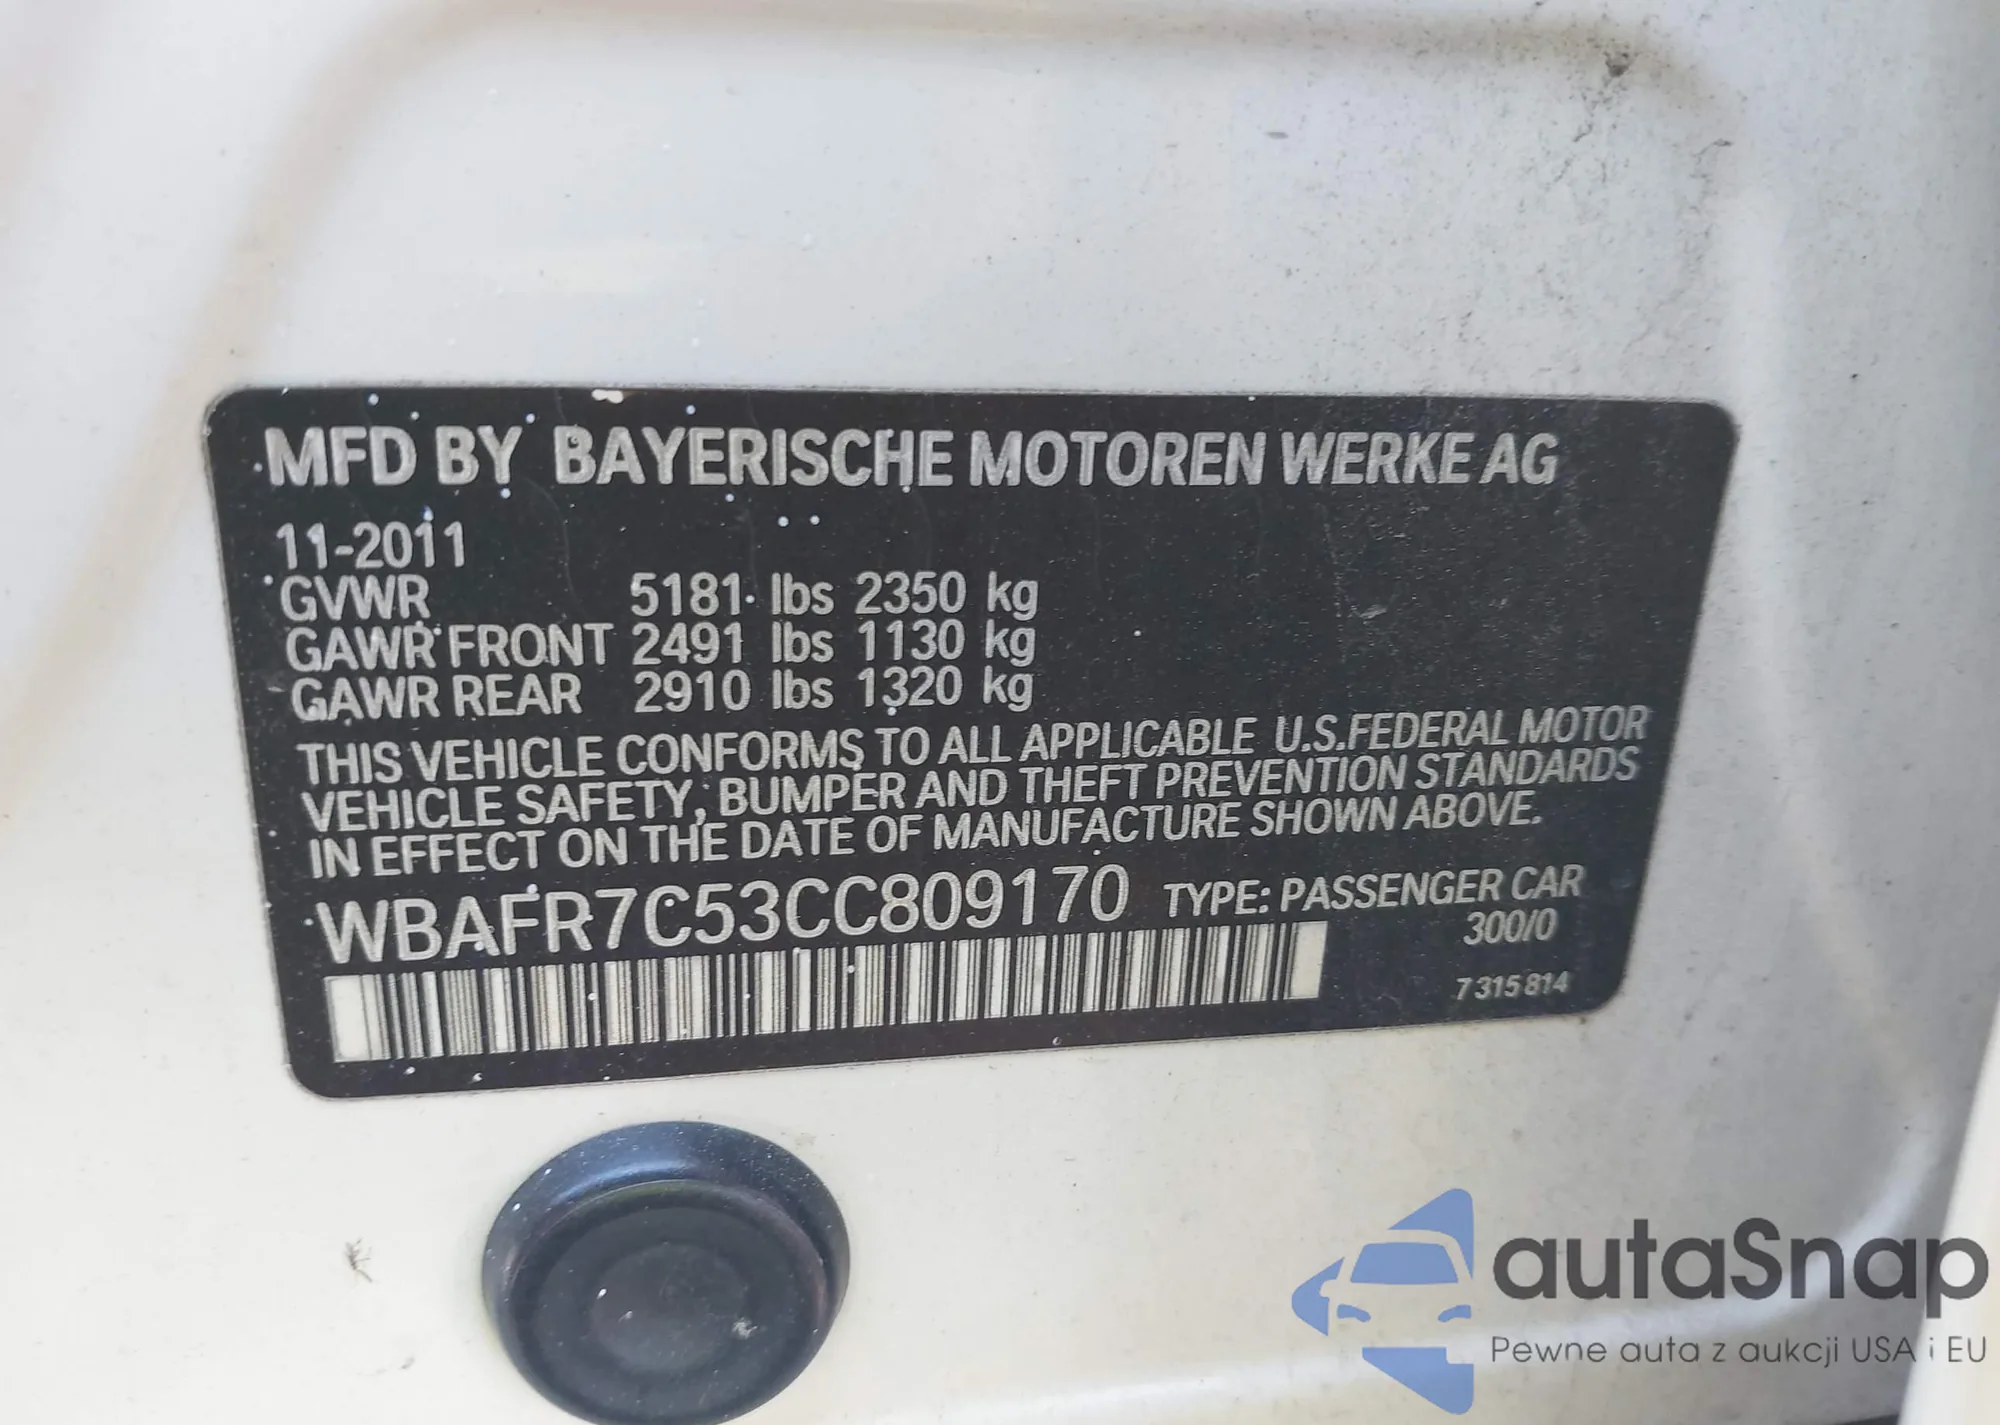 MFD BY BAYERISCHE MOTOREN WERKE AG
11-2011
GVWR 5181 lbs 2350 kg
GAWR FRONT 2491 lbs 1130 kg
GAWR REAR 2910 lbs 1320 kg
THIS VEHICLE CONFORMS TO ALL APPLICABLE U.S.FEDERAL MOTOR
VEHICLE SAFETY, BUMPER AND THEFT PREVENTION STANDARDS
IN EFFECT ON THE DATE OF MANUFACTURE SHOWN ABOVE.
WBAFR7C53CC809170 TYPE: PASSENGER CAR
300/0
7 315 814
autaSnap
Pewne auta z aukcji USA i EU